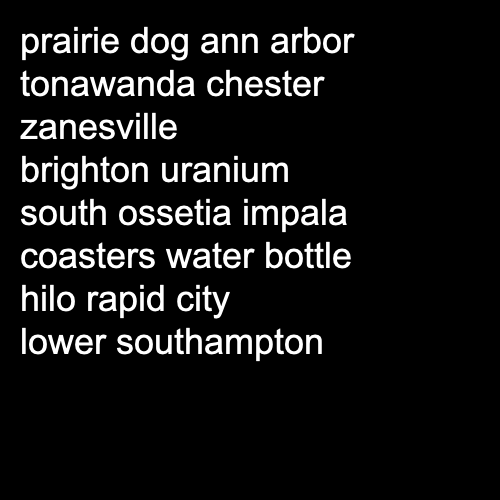 prairie dog ann arbor
tonawanda chester
zanesville
brighton uranium
south ossetia impala
coasters water bottle
hilo rapid city
lower southampton